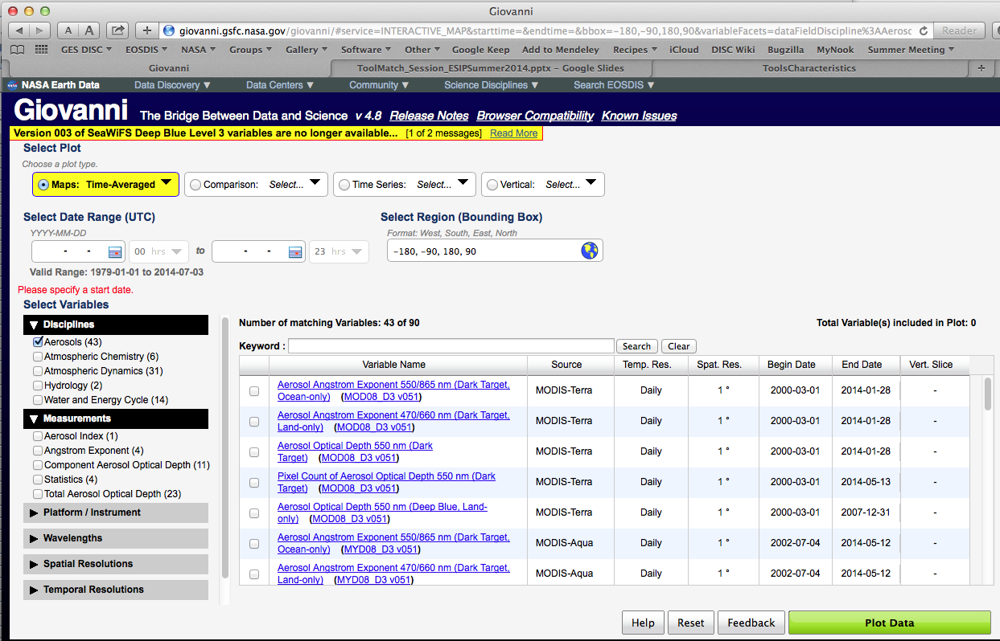 Giovanni
A A + giovanni.gsfc.nasa.gov/giovanni/#service=INTERACTIVE_MAP&starttime=&endtime=&bbox=-180,-90,180,90&variableFacets=dataFieldDiscipline%3AAerosc Reader
GES DISC EOSDIS NASA Groups Gallery Software Other Google Keep Add to Mendeley Recipes iCloud DISC Wiki Bugzilla MyNook Summer Meeting
Giovanni ToolMatch_Session_ESIPSummer2014.pptx – Google Slides ToolsCharacteristics +
NASA Earth Data Data Discovery ▼ Data Centers ▼ Community ▼ Science Disciplines ▼ Search EOSDIS ▼
Giovanni The Bridge Between Data and Science v 4.8 Release Notes Browser Compatibility Known Issues
Version 003 of SeaWiFS Deep Blue Level 3 variables are no longer available... [1 of 2 messages] Read More
Select Plot
Choose a plot type.
Maps: Time-Averaged Comparison: Select... Time Series: Select... Vertical: Select...
Select Date Range (UTC) Select Region (Bounding Box)
YYYY-MM-DD Format: West, South, East, North
- - 00 hrs to - - 23 hrs -180, -90, 180, 90
Valid Range: 1979-01-01 to 2014-07-03
Please specify a start date.
Select Variables
Disciplines
Aerosols (43)
Atmospheric Chemistry (6)
Atmospheric Dynamics (31)
Hydrology (2)
Water and Energy Cycle (14)
Measurements
Aerosol Index (1)
Angstrom Exponent (4)
Component Aerosol Optical Depth (11)
Statistics (4)
Total Aerosol Optical Depth (23)
Platform / Instrument
Wavelengths
Spatial Resolutions
Temporal Resolutions
Number of matching Variables: 43 of 90 Total Variable(s) included in Plot: 0
Keyword : Search Clear
Variable Name Source Temp. Res. Spat. Res. Begin Date End Date Vert. Slice
Aerosol Angstrom Exponent 550/865 nm (Dark Target,
Ocean-only) (MOD08_D3 v051) MODIS-Terra Daily 1 ° 2000-03-01 2014-01-28 -
Aerosol Angstrom Exponent 470/660 nm (Dark Target,
Land-only) (MOD08_D3 v051) MODIS-Terra Daily 1 ° 2000-03-01 2014-01-28 -
Aerosol Optical Depth 550 nm (Dark
Target) (MOD08_D3 v051) MODIS-Terra Daily 1 ° 2000-03-01 2014-01-28 -
Pixel Count of Aerosol Optical Depth 550 nm (Dark
Target) (MOD08_D3 v051) MODIS-Terra Daily 1 ° 2000-03-01 2014-05-13 -
Aerosol Optical Depth 550 nm (Deep Blue, Land-
only) (MOD08_D3 v051) MODIS-Terra Daily 1 ° 2000-03-01 2007-12-31 -
Aerosol Angstrom Exponent 550/865 nm (Dark Target,
Ocean-only) (MYD08_D3 v051) MODIS-Aqua Daily 1 ° 2002-07-04 2014-05-12 -
Aerosol Angstrom Exponent 470/660 nm (Dark Target,
Land-only) (MYD08_D3 v051) MODIS-Aqua Daily 1 ° 2002-07-04 2014-05-12 -
Help Reset Feedback Plot Data